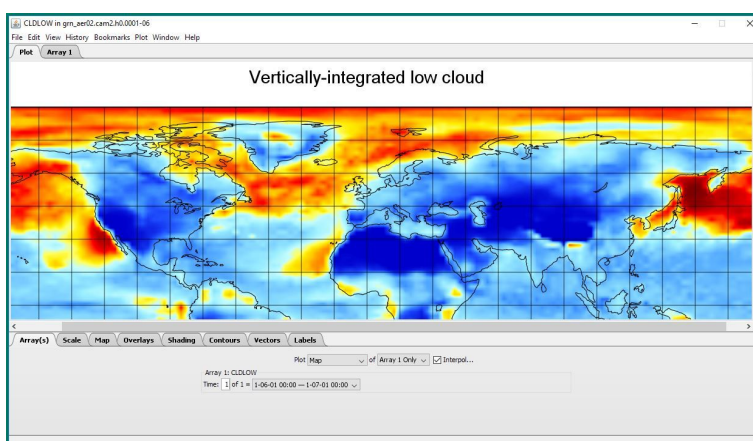 CLDLOW in grn_aer02.cam2.h0.0001-06
File Edit View History Bookmarks Plot Window Help
Plot Array 1
Vertically-integrated low cloud
Array(s) Scale Map Overlays Shading Contours Vectors Labels
Plot Map of Array 1 Only Interpol...
Array 1: CLDLOW
Time: 1 of 1 = 1-06-01 00:00 — 1-07-01 00:00